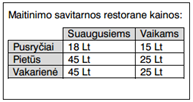 Maitinimo savitarnos restorane kainos:
Suaugusiems Vaikams
Pusryčiai 18 Lt 15 Lt
Pietūs 45 Lt 25 Lt
Vakarienė 45 Lt 25 Lt